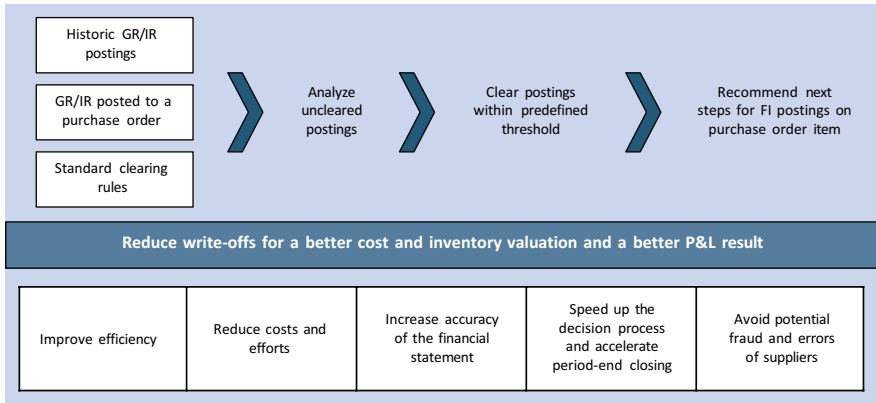 Historic GR/IR
postings
GR/IR posted to a
purchase order
Standard clearing
rules
Analyze
uncleared
postings
Clear postings
within predefined
threshold
Recommend next
steps for FI postings on
purchase order item
Reduce write-offs for a better cost and inventory valuation and a better P&L result
Improve efficiency
Reduce costs and
efforts
Increase accuracy
of the financial
statement
Speed up the
decision process
and accelerate
period-end closing
Avoid potential
fraud and errors
of suppliers